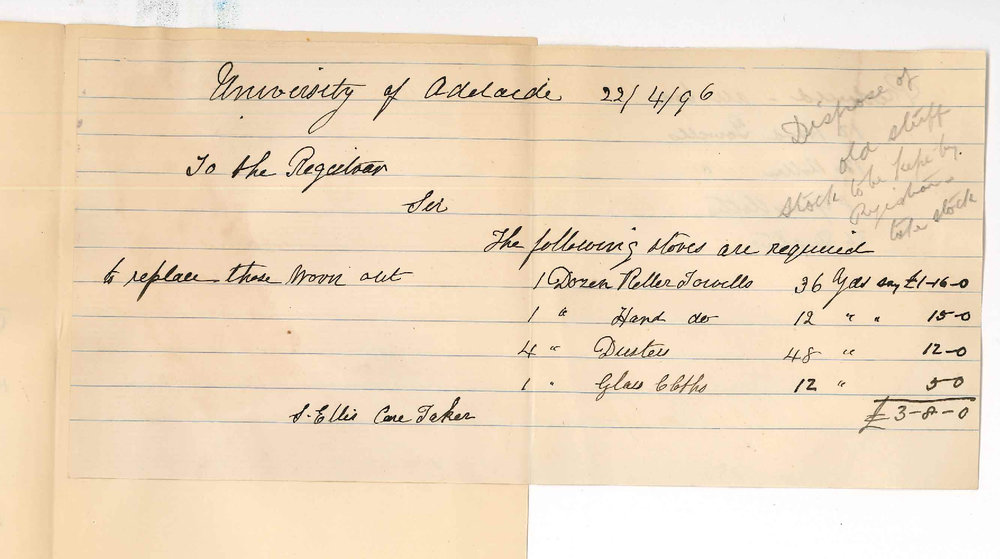 University of Adelaide 22/4/96
To the Registrar
Sir
The following stores are required
to replace those Worn out 1 Dozen Roller Towells 36 Yds say £1-16-0
1 " Hand do 12 " " 15-0
4 " Dusters 48 " 12-0
1 " Glass Cloths 12 " 5 0
£3-8-0
S. Ellis Care Taker
Dispose of
old stuff
stock to be kept by
Registrar
stock